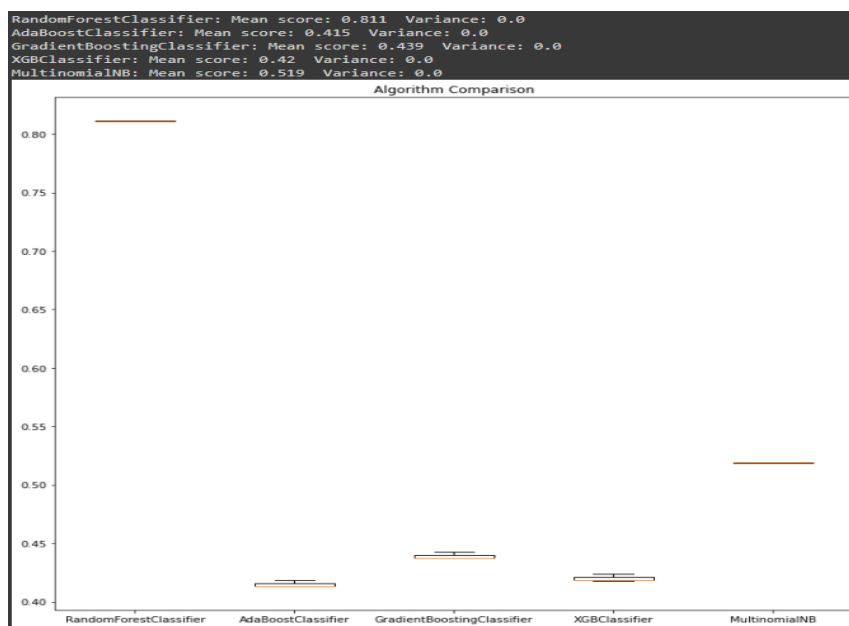 RandomForestClassifier: Mean score: 0.811  Variance: 0.0
AdaBoostClassifier: Mean score: 0.415  Variance: 0.0
GradientBoostingClassifier: Mean score: 0.439  Variance: 0.0
XGBClassifier: Mean score: 0.42  Variance: 0.0
MultinomialNB: Mean score: 0.519  Variance: 0.0
Algorithm Comparison
0.80
0.75
0.70
0.65
0.60
0.55
0.50
0.45
0.40
RandomForestClassifier AdaBoostClassifier GradientBoostingClassifier XGBClassifier MultinomialNB